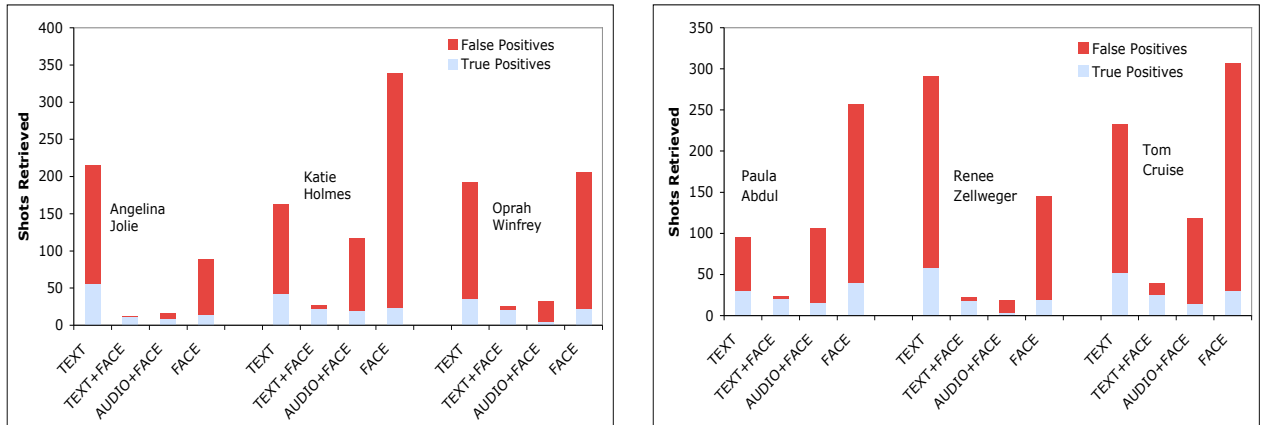 400
350
300
250
200
150
100
50
0
Shots Retrieved
False Positives
True Positives
Angelina
Jolie
Katie
Holmes
Oprah
Winfrey
TEXT
TEXT+FACE
AUDIO+FACE
FACE
TEXT
TEXT+FACE
AUDIO+FACE
FACE
TEXT
TEXT+FACE
AUDIO+FACE
FACE
350
300
250
200
150
100
50
0
Shots Retrieved
False Positives
True Positives
Paula
Abdul
Renee
Zellweger
Tom
Cruise
TEXT
TEXT+FACE
AUDIO+FACE
FACE
TEXT
TEXT+FACE
AUDIO+FACE
FACE
TEXT
TEXT+FACE
AUDIO+FACE
FACE